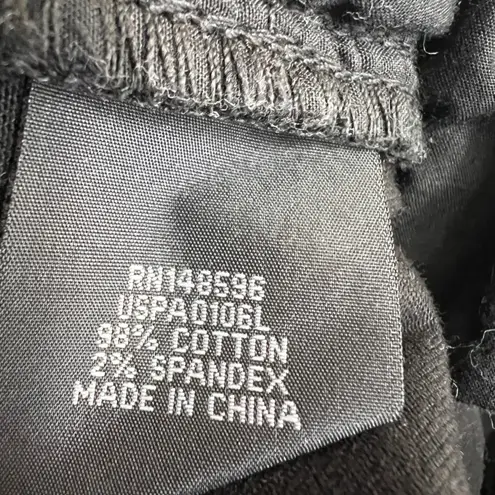 RN148596
USPA0106L
98% COTTON
2% SPANDEX
MADE IN CHINA